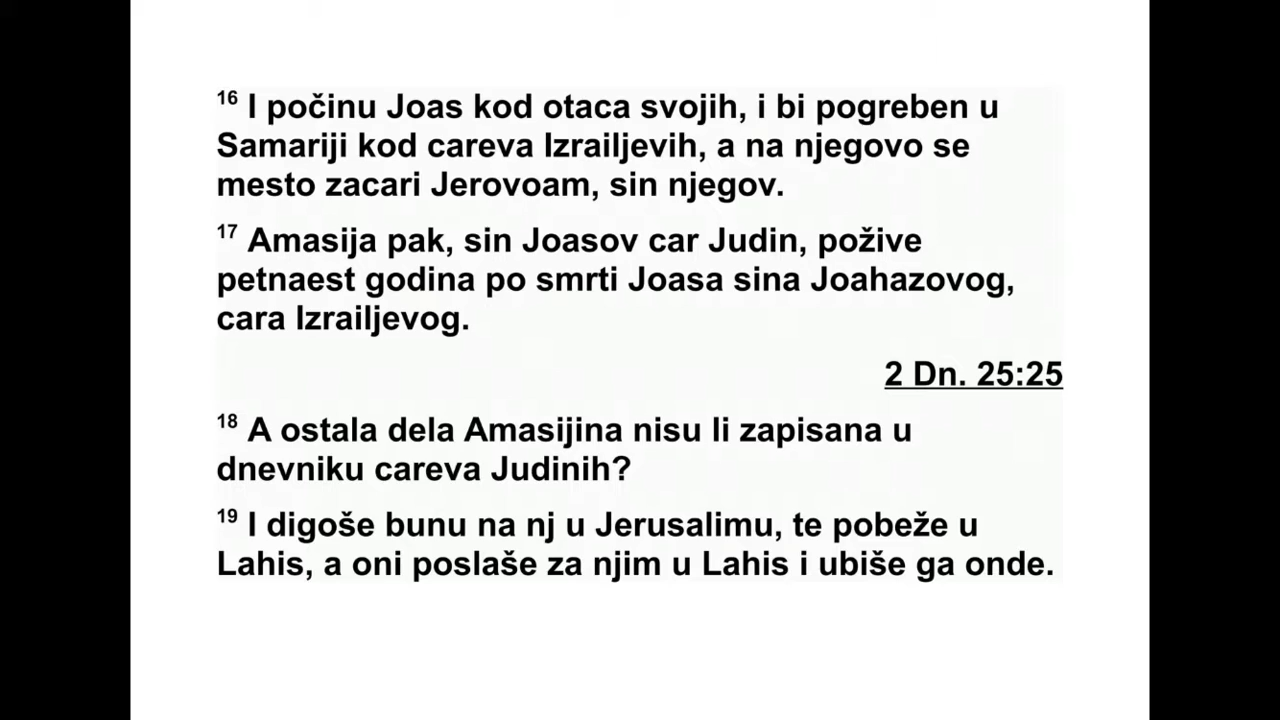 16 I počinu Joas kod otaca svojih, i bi pogreben u
Samariji kod careva Izrailjevih, a na njegovo se
mesto zacari Jerovoam, sin njegov.
17 Amasija pak, sin Joasov car Judin, požive
petnaest godina po smrti Joasa sina Joahazovog,
cara Izrailjevog.
2 Dn. 25:25
18 A ostala dela Amasijina nisu li zapisana u
dnevniku careva Judinih?
19 I digoše bunu na nj u Jerusalimu, te pobeže u
Lahis, a oni poslaše za njim u Lahis i ubiše ga onde.